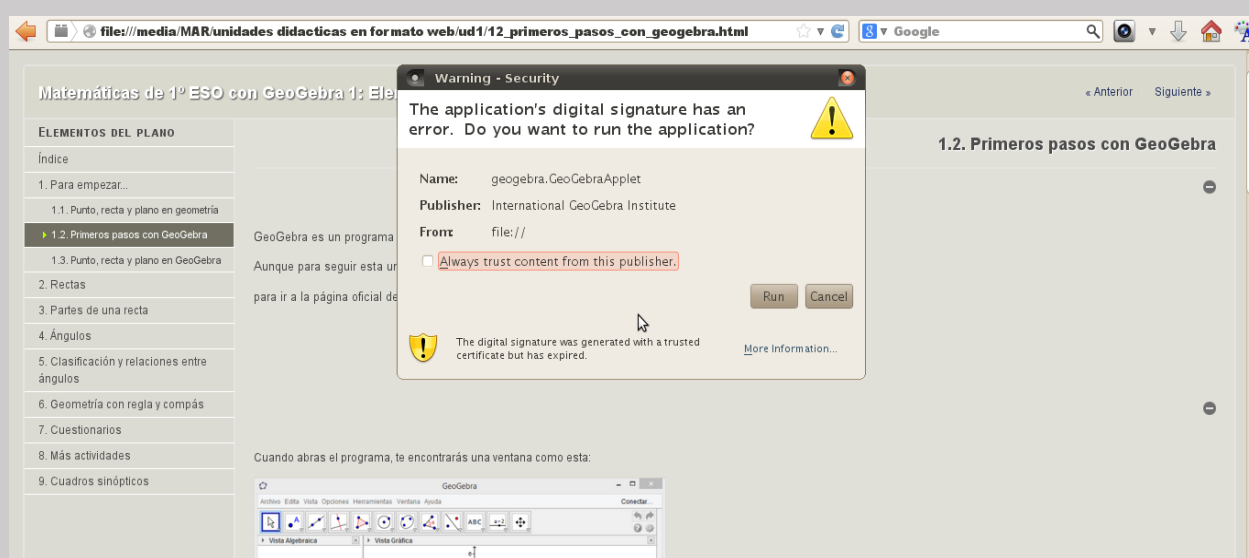 file:///media/MAR/unidades didacticas en formato web/ud1/12_primeros_pasos_con_geogebra.html
Google
Matemáticas de 1º ESO con GeoGebra 1: Ele
« Anterior Siguiente »
ELEMENTOS DEL PLANO
Índice
1. Para empezar...
1.1. Punto, recta y plano en geometría
1.2. Primeros pasos con GeoGebra
1.3. Punto, recta y plano en GeoGebra
2. Rectas
3. Partes de una recta
4. Ángulos
5. Clasificación y relaciones entre
ángulos
6. Geometría con regla y compás
7. Cuestionarios
8. Más actividades
9. Cuadros sinópticos
1.2. Primeros pasos con GeoGebra
GeoGebra es un programa
Aunque para seguir esta un
para ir a la página oficial de
Warning - Security
The application's digital signature has an
error. Do you want to run the application?
Name: geogebra.GeoGebraApplet
Publisher: International GeoGebra Institute
From: file://
Always trust content from this publisher.
Run Cancel
The digital signature was generated with a trusted
certificate but has expired.
More Information...
Cuando abras el programa, te encontrarás una ventana como esta:
GeoGebra
Archivo Edita Vista Opciones Herramientas Ventana Ayuda Conectar...
ABC a=2
Vista Algebraica Vista Gráfica